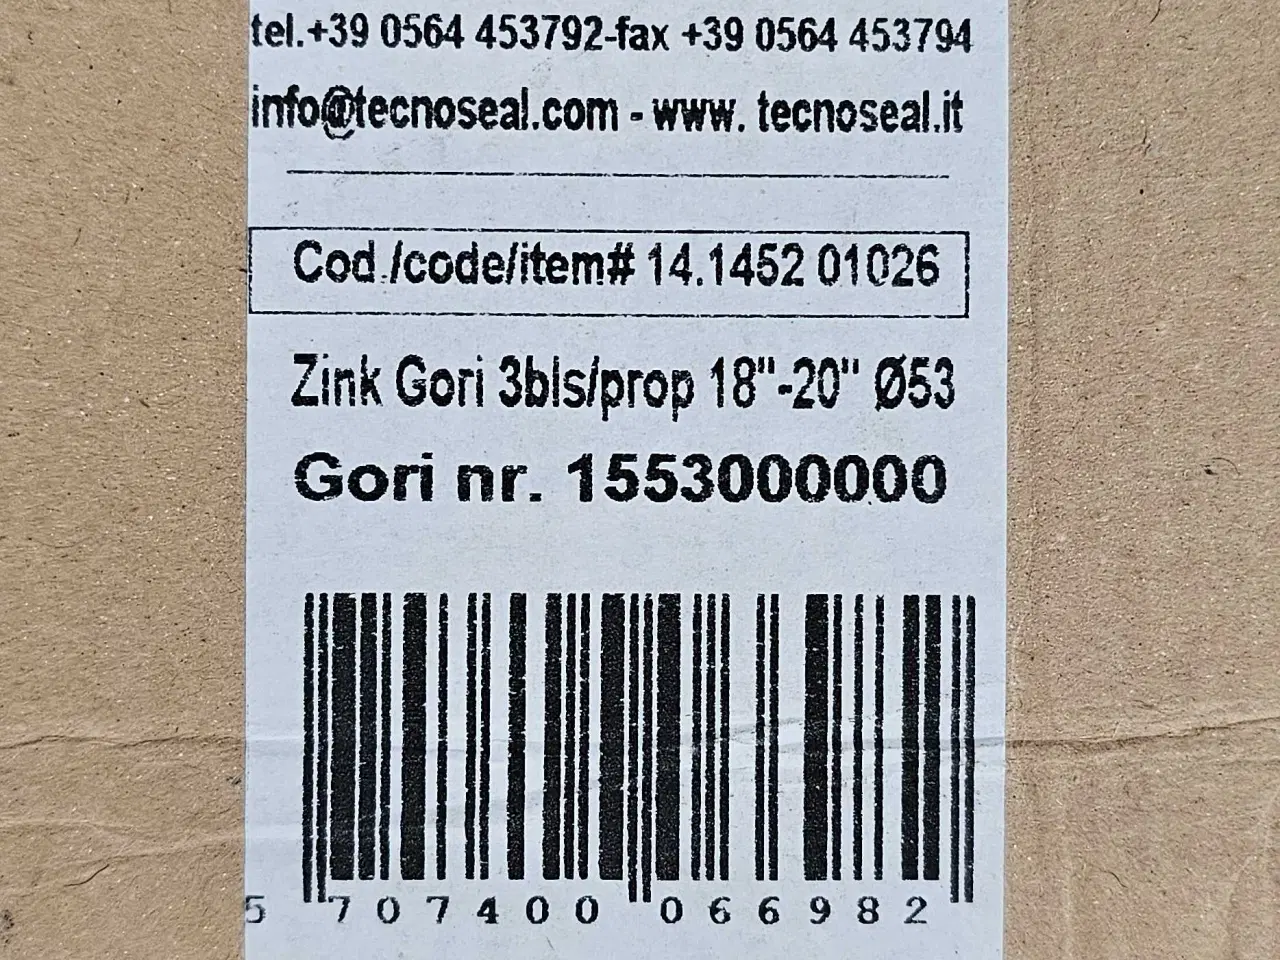 tel.+39 0564 453792-fax +39 0564 453794
info@tecnoseal.com - www. tecnoseal.it
Cod./code/item# 14.1452 01026
Zink Gori 3bls/prop 18"-20" Ø53
Gori nr. 1553000000
5 707400 066982